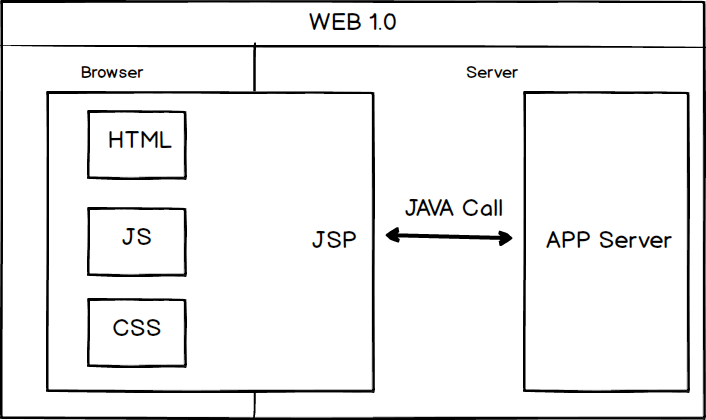 WEB 1.0
Browser
Server
HTML
JS
CSS
JSP
JAVA Call
APP Server